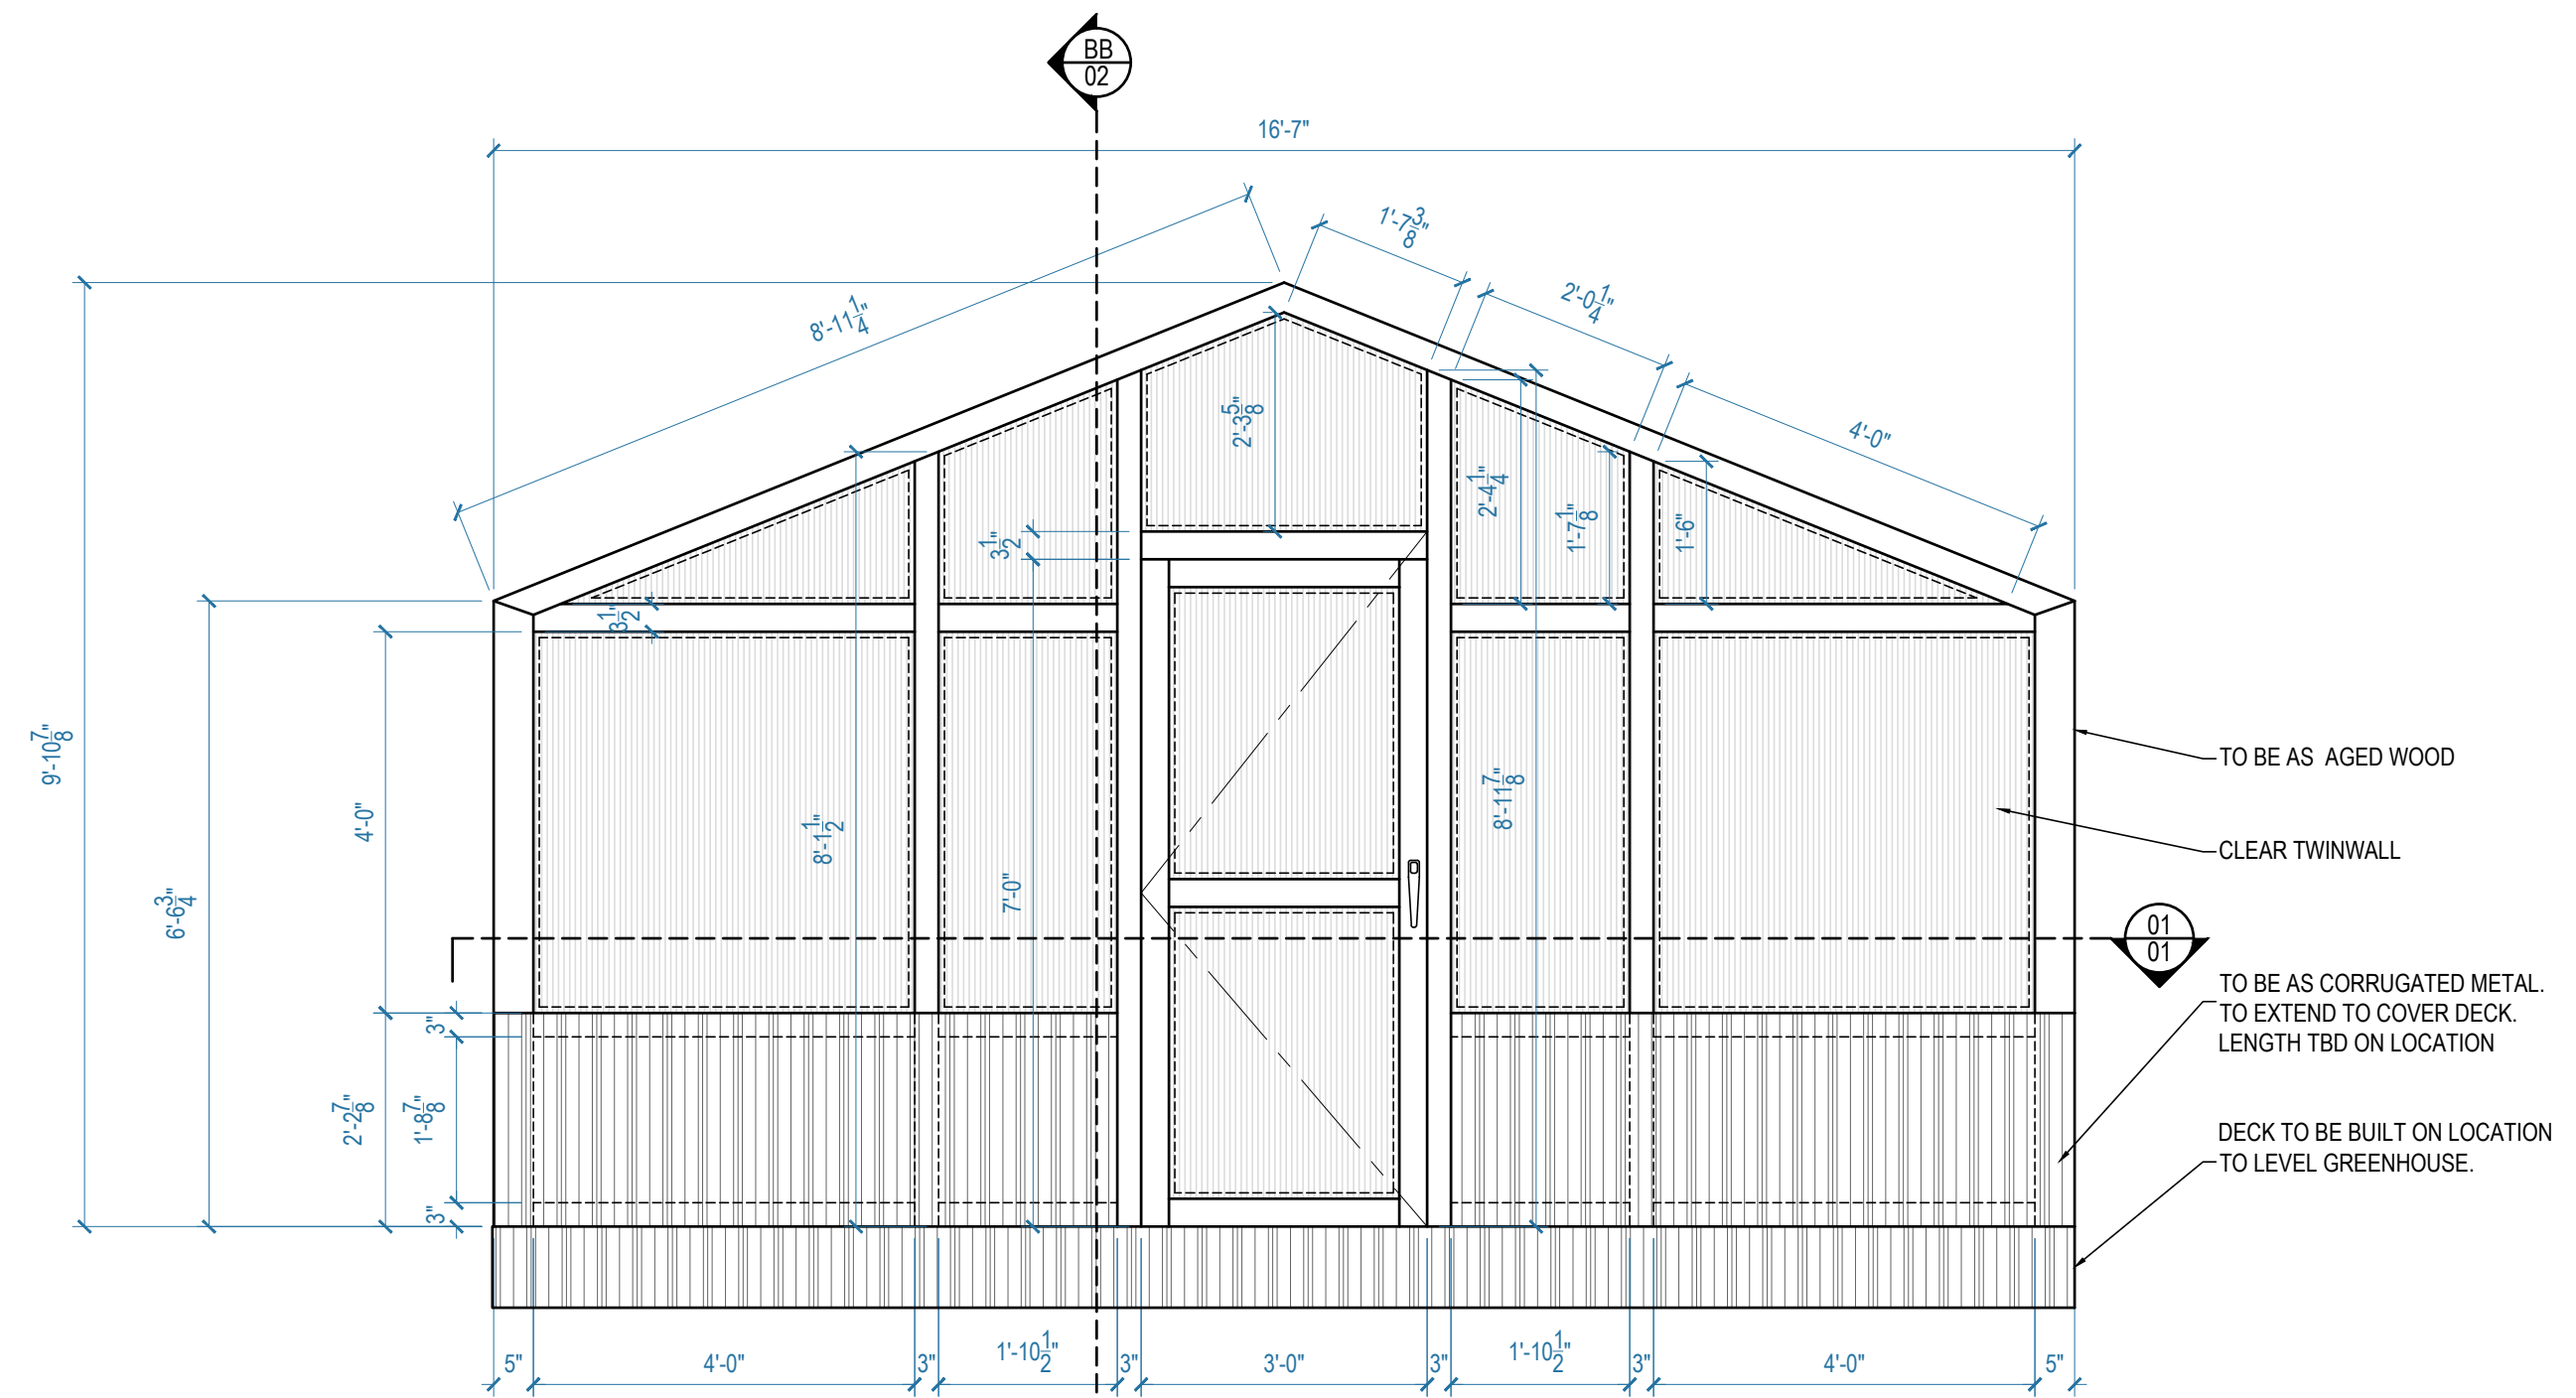 BB
02
16'-7"
1'-7 3/8"
2'-0 1/4"
8'-11 1/4"
4'-0"
2'-3 5/8"
2'-4 1/4"
1'-7 1/8"
1'-6"
3 1/2"
3 1/2"
9'-10 7/8"
TO BE AS AGED WOOD
4'-0"
8'-1 1/2"
8'-11 7/8"
CLEAR TWINWALL
7'-0"
6'-6 3/4"
01
01
TO BE AS CORRUGATED METAL.
TO EXTEND TO COVER DECK.
LENGTH TBD ON LOCATION
3"
2'-2 7/8"
1'-8 7/8"
DECK TO BE BUILT ON LOCATION
TO LEVEL GREENHOUSE.
3"
5" 4'-0" 3" 1'-10 1/2" 3" 3'-0" 3" 1'-10 1/2" 3" 4'-0" 5"